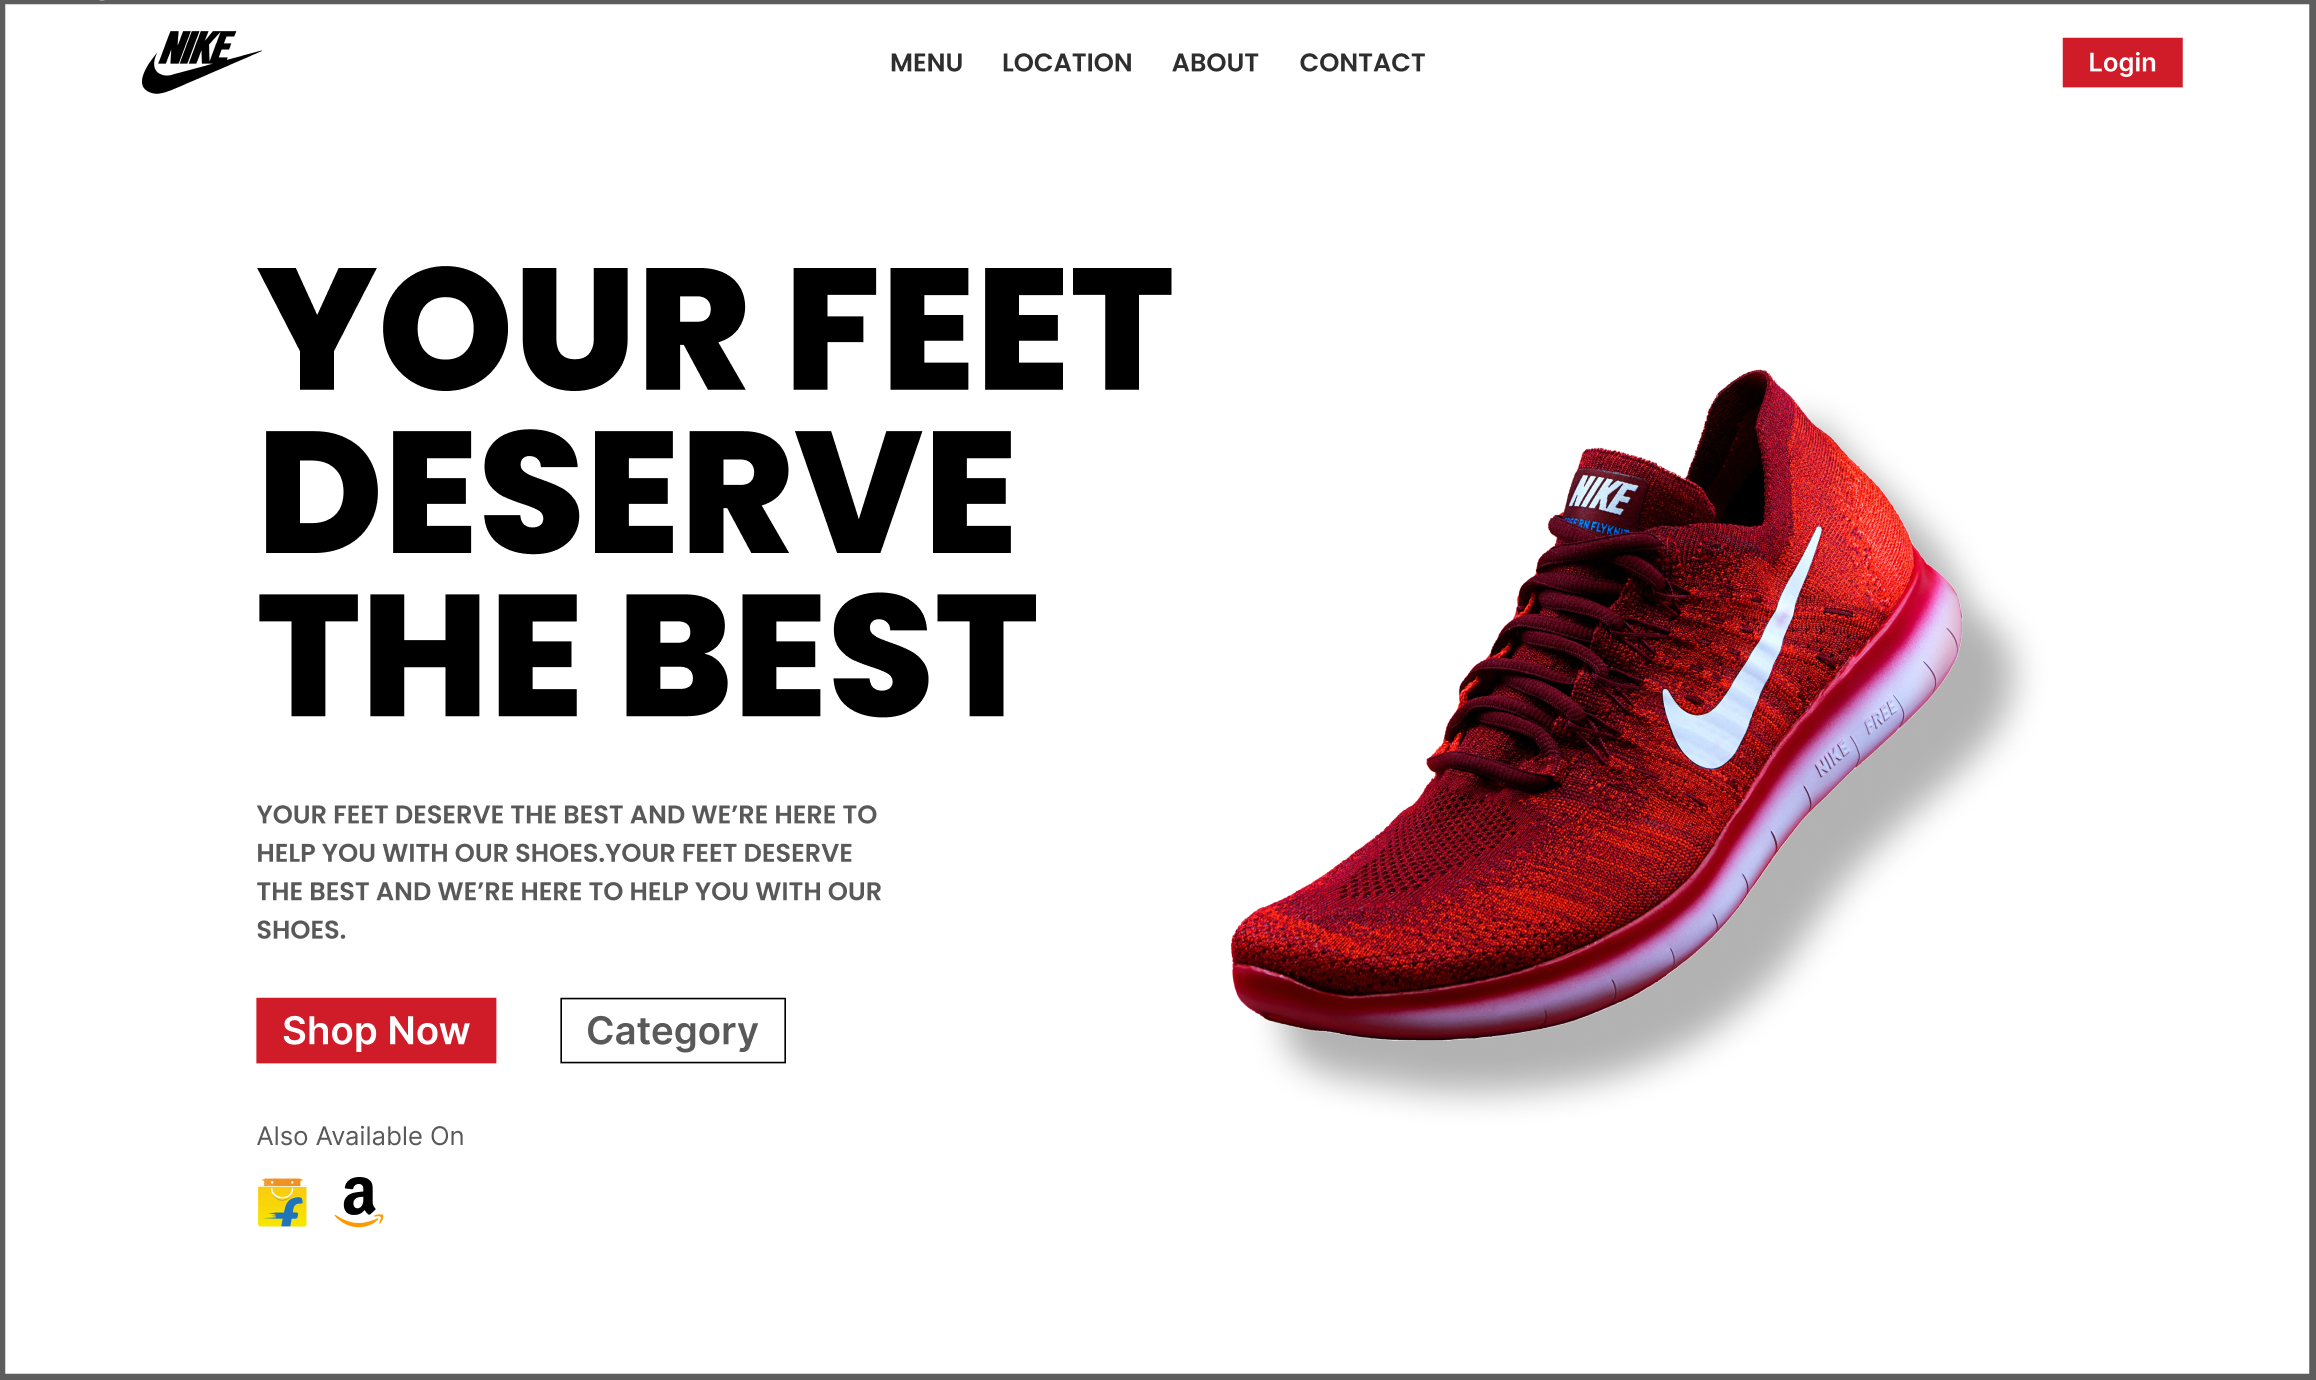 NIKE
MENU LOCATION ABOUT CONTACT
Login
YOUR FEET
DESERVE
THE BEST
NIKE
FLYKNIT
NIKE FREE
YOUR FEET DESERVE THE BEST AND WE’RE HERE TO
HELP YOU WITH OUR SHOES.YOUR FEET DESERVE
THE BEST AND WE’RE HERE TO HELP YOU WITH OUR
SHOES.
Shop Now
Category
Also Available On
f
a